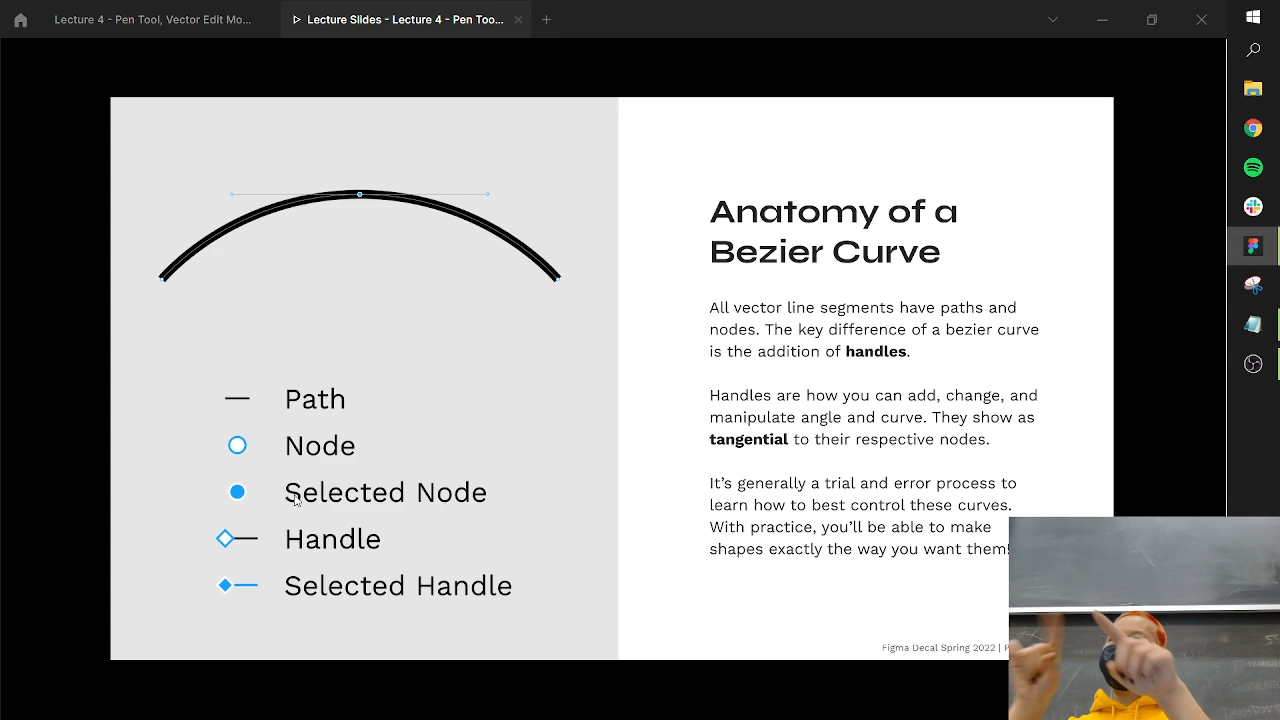 Lecture 4 - Pen Tool, Vector Edit Mo...
Lecture Slides - Lecture 4 - Pen Too...
Anatomy of a
Bezier Curve
All vector line segments have paths and
nodes. The key difference of a bezier curve
is the addition of handles.
Handles are how you can add, change, and
manipulate angle and curve. They show as
tangential to their respective nodes.
It’s generally a trial and error process to
learn how to best control these curves.
With practice, you’ll be able to make
shapes exactly the way you want them!
Path
Node
Selected Node
Handle
Selected Handle
Figma Decal Spring 2022 |